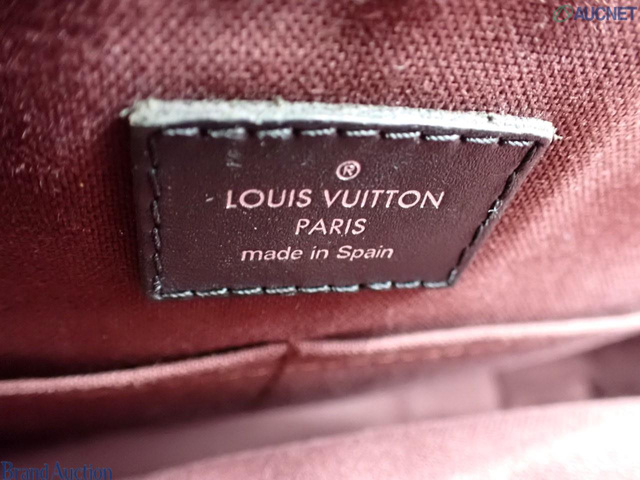 AUCNET
®
LOUIS VUITTON
PARIS
made in Spain
Brand Auction